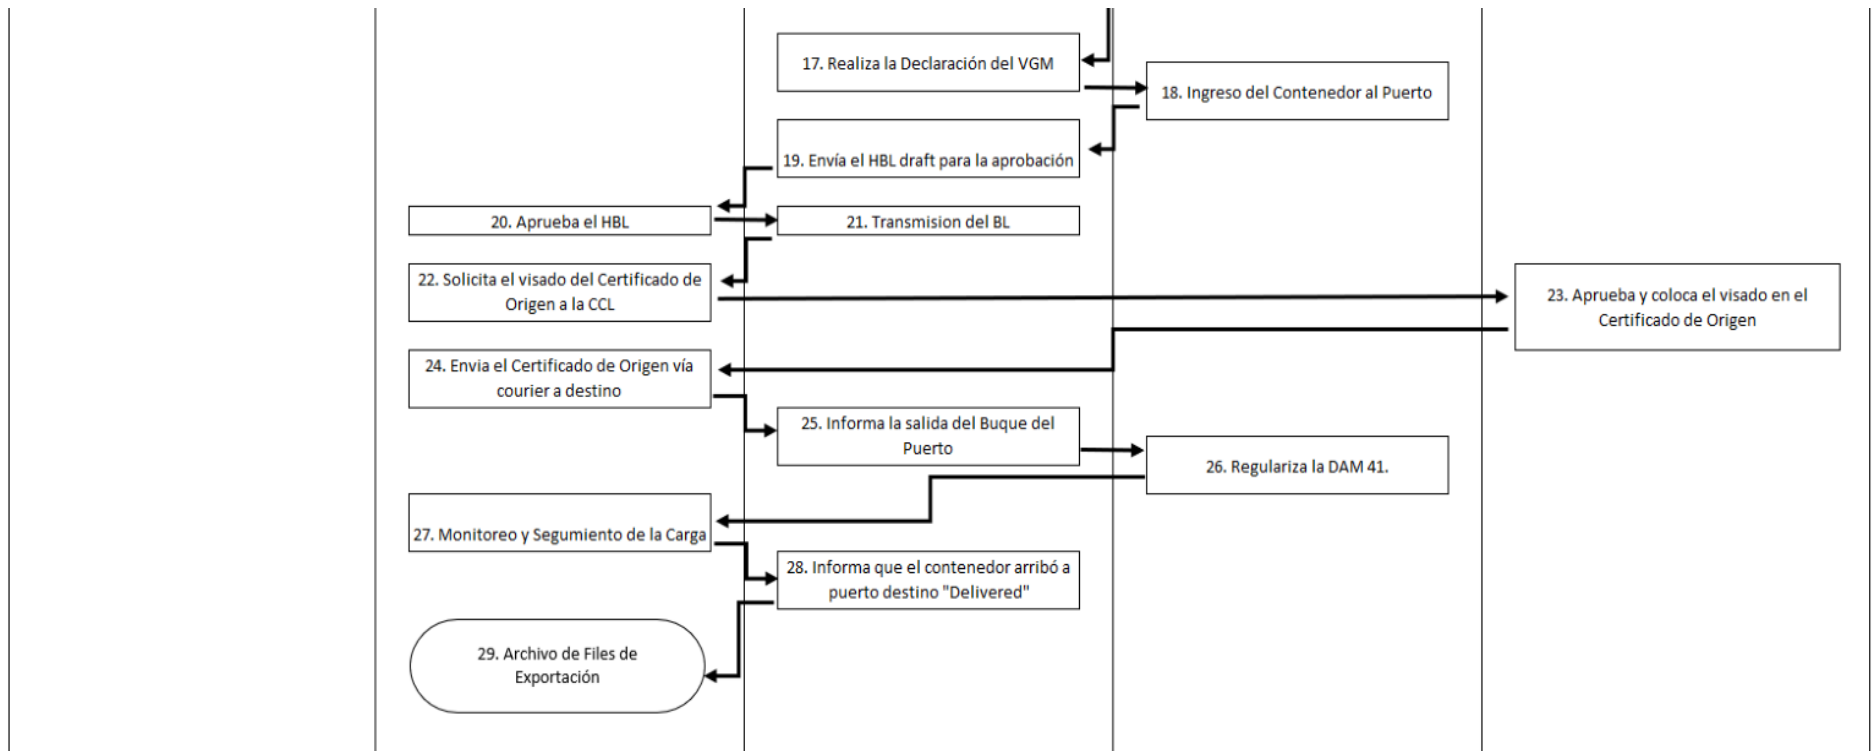 17. Realiza la Declaración del VGM
18. Ingreso del Contenedor al Puerto
19. Envía el HBL draft para la aprobación
20. Aprueba el HBL
21. Transmision del BL
22. Solicita el visado del Certificado de
Origen a la CCL
23. Aprueba y coloca el visado en el
Certificado de Origen
24. Envia el Certificado de Origen vía
courier a destino
25. Informa la salida del Buque del
Puerto
26. Regulariza la DAM 41.
27. Monitoreo y Segumiento de la Carga
28. Informa que el contenedor arribó a
puerto destino "Delivered"
29. Archivo de Files de
Exportación